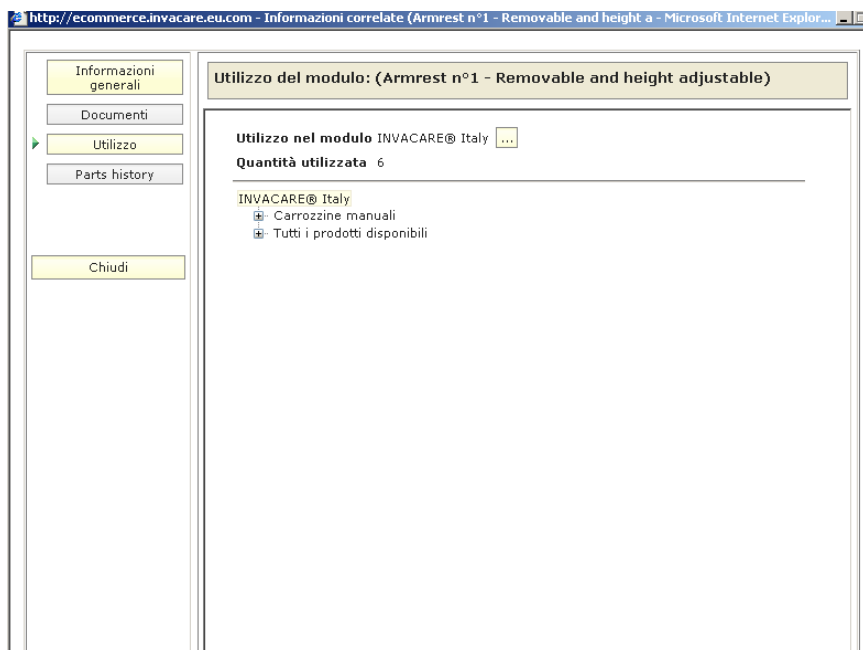 http://ecommerce.invacare.eu.com - Informazioni correlate (Armrest n°1 - Removable and height a - Microsoft Internet Explor...
Informazioni
generali
Documenti
Utilizzo
Parts history
Chiudi
Utilizzo del modulo: (Armrest n°1 - Removable and height adjustable)
Utilizzo nel modulo INVACARE® Italy ...
Quantità utilizzata 6
INVACARE® Italy
Carrozzine manuali
Tutti i prodotti disponibili